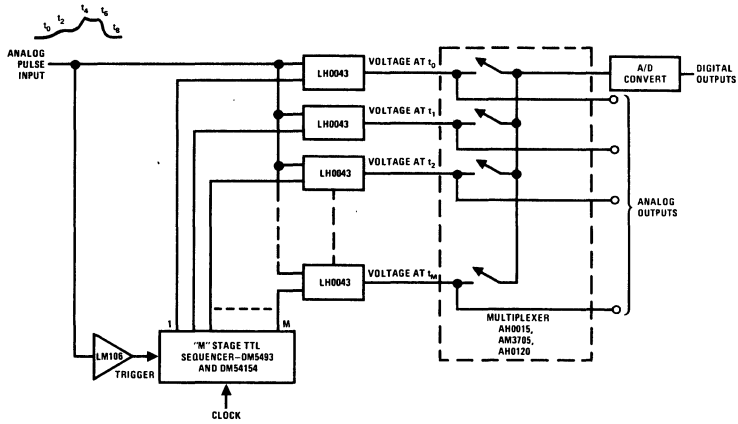 t0 t2 t4 t6 t8
ANALOG
PULSE
INPUT
LH0043
VOLTAGE AT t0
A/D
CONVERT
DIGITAL
OUTPUTS
LH0043
VOLTAGE AT t1
LH0043
VOLTAGE AT t2
ANALOG
OUTPUTS
LH0043
VOLTAGE AT tM
MULTIPLEXER
AH0015,
AM3705,
AH0120
1
M
LM106
TRIGGER
"M" STAGE TTL
SEQUENCER–DM5493
AND DM54154
CLOCK